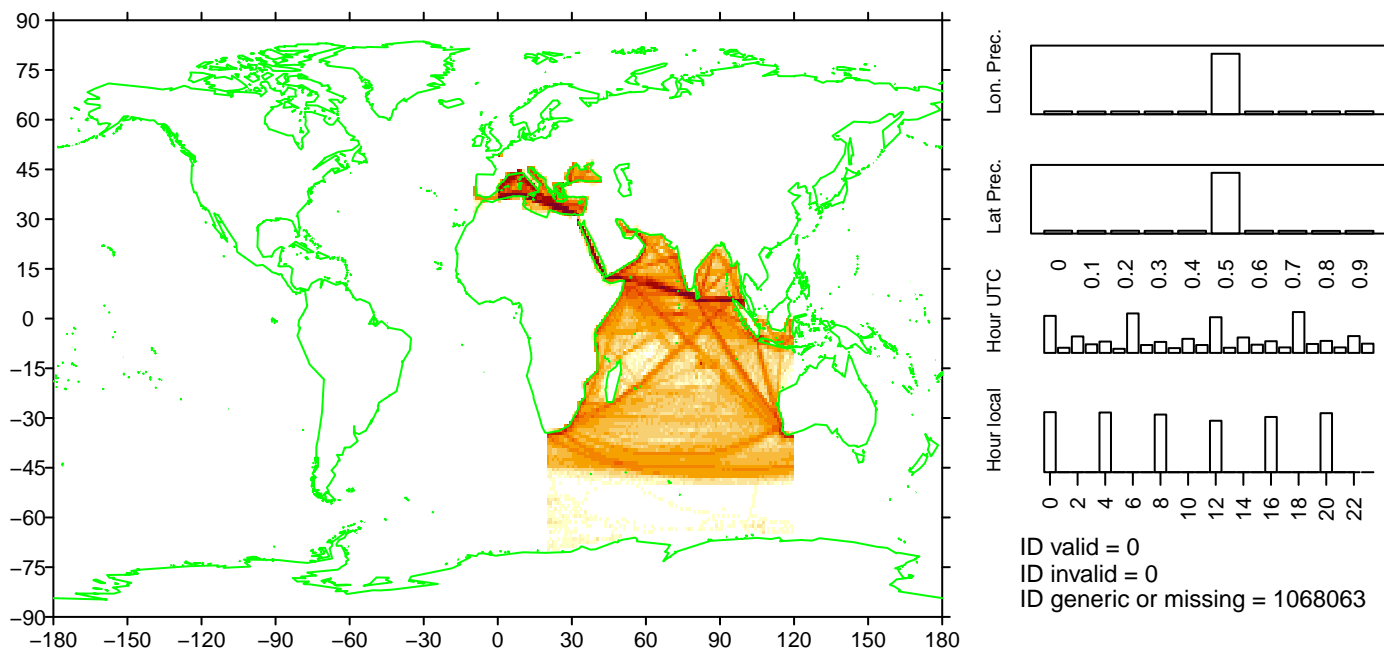 90
75
60
45
30
15
0
−15
−30
−45
−60
−75
−90
−180 −150 −120 −90 −60 −30 0 30 60 90 120 150 180
Lon. Prec.
Lat Prec.
0 0.1 0.2 0.3 0.4 0.5 0.6 0.7 0.8 0.9
Hour UTC
Hour local
0 2 4 6 8 10 12 14 16 18 20 22
ID valid = 0
ID invalid = 0
ID generic or missing = 1068063